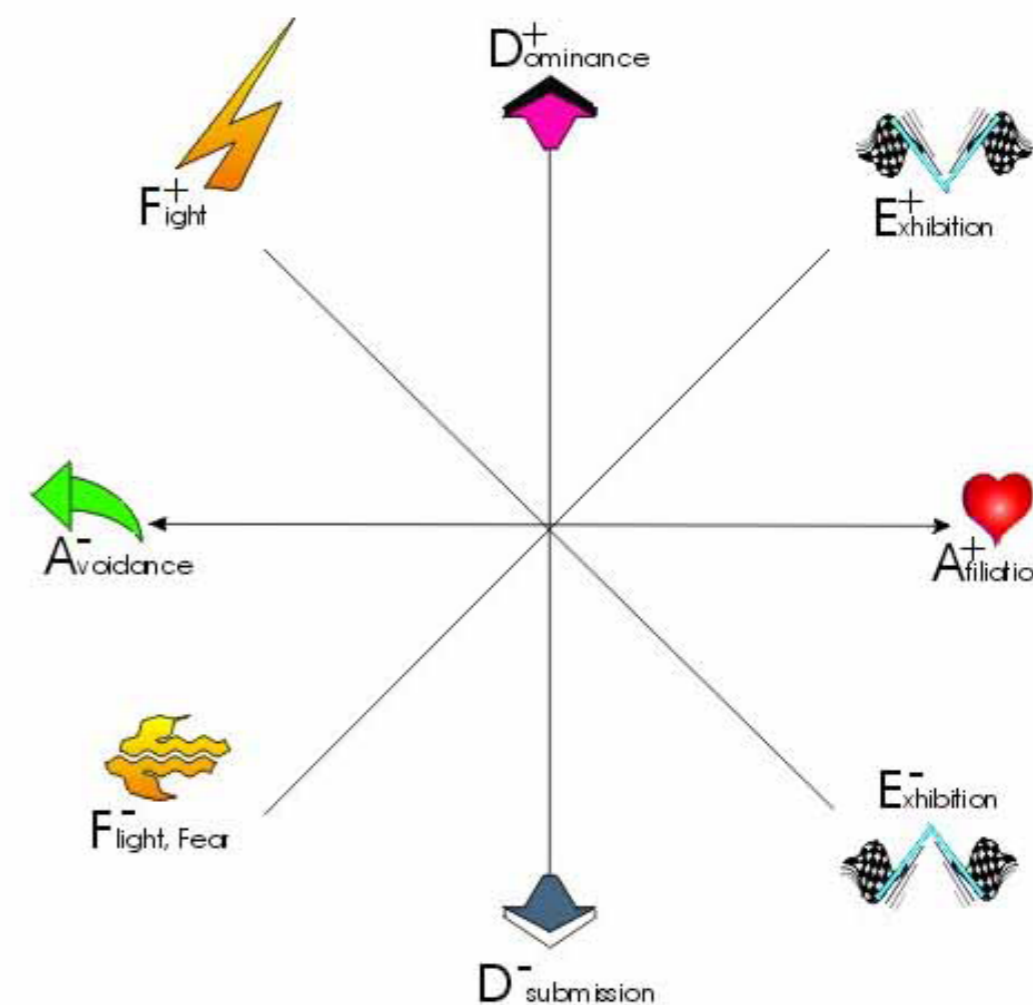 D+ominance
F+ight
E+xhibition
A-voidance
A+filiatio
F-light, Fear
E-xhibition
D-submission